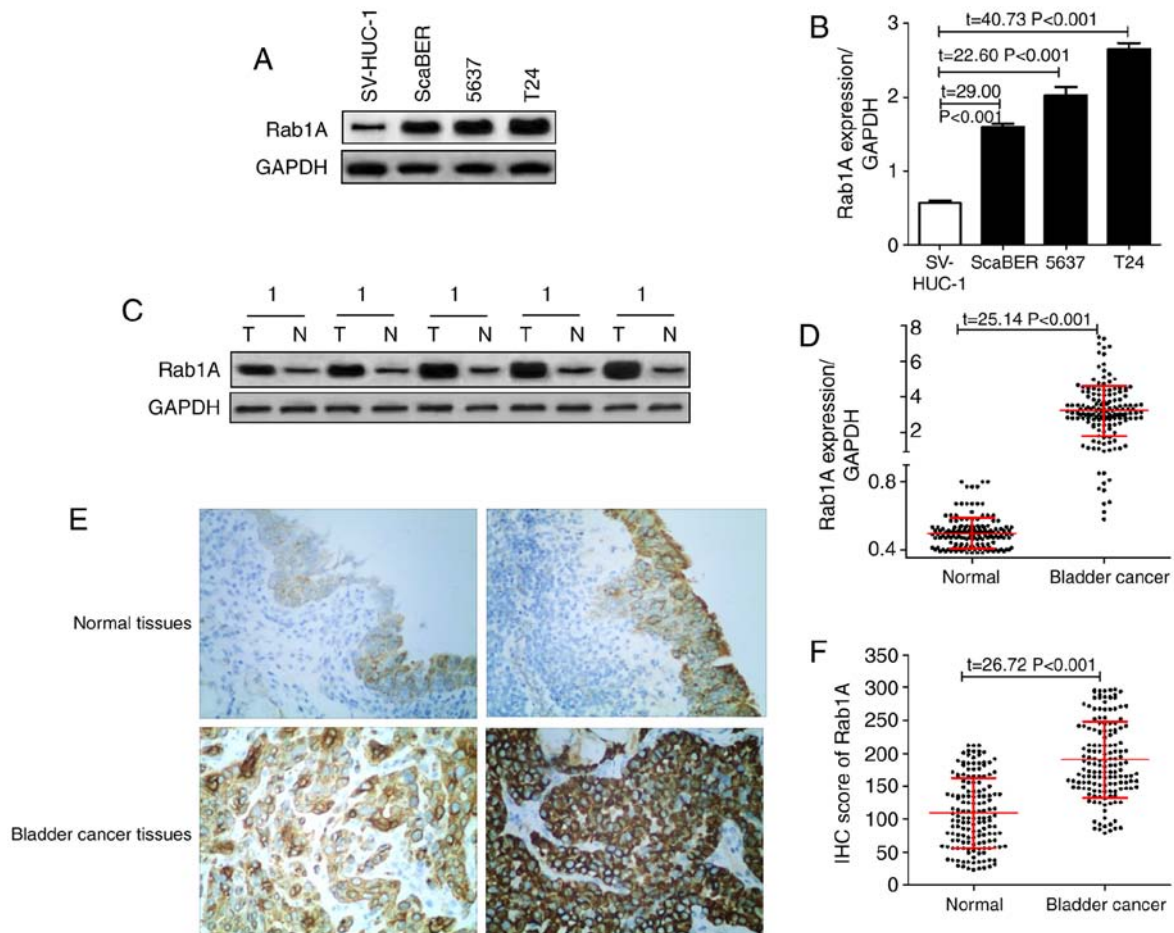 A
SV-HUC-1
ScaBER
5637
T24
Rab1A
GAPDH
B
Rab1A expression/
GAPDH
3
2
1
0
t=40.73 P<0.001
t=22.60 P<0.001
t=29.00
P<0.001
SV-
HUC-1
ScaBER
5637
T24
C
1 1 1 1 1
T N T N T N T N T N
Rab1A
GAPDH
D
Rab1A expression/
GAPDH
8
6
4
2
0.8
0.4
t=25.14 P<0.001
Normal
Bladder cancer
E
Normal tissues
Bladder cancer tissues
F
IHC score of Rab1A
350
300
250
200
150
100
50
0
t=26.72 P<0.001
Normal
Bladder cancer